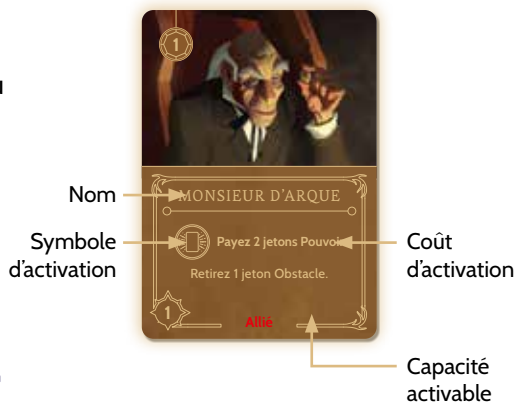 1
Nom
MONSIEUR D'ARQUE
Symbole
d'activation
Payez 2 jetons Pouvoir
Coût
d'activation
Retirez 1 jeton Obstacle.
1
Allié
Capacité
activable